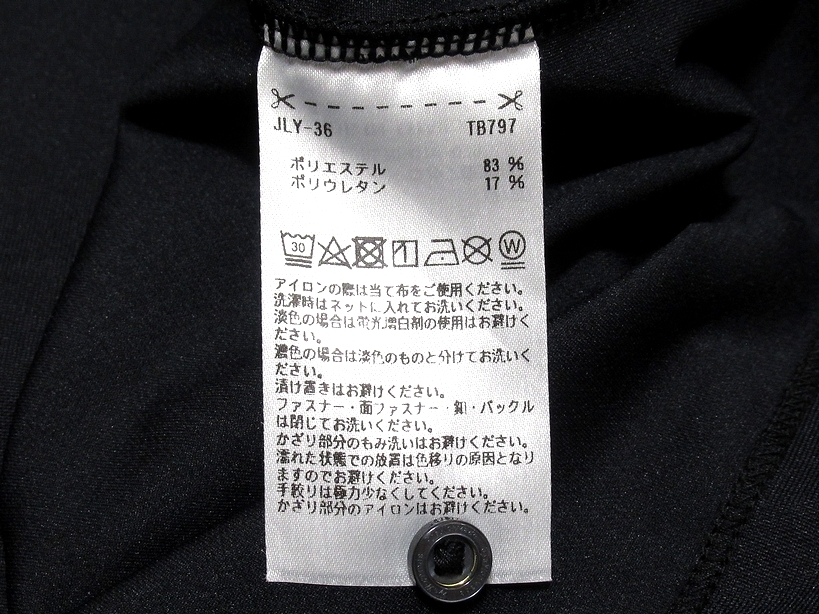 JLY-36 TB797
ポリエステル 83 %
ポリウレタン 17 %
30 W
アイロンの際は当て布をご使用ください。
洗濯時はネットに入れてお洗いください。
淡色の場合は蛍光増白剤の使用はお避けく
ださい。
濃色の場合は淡色のものと分けてお洗いく
ださい。
漬け置きはお避けください。
ファスナー・面ファスナー・釦・バックル
は閉じてお洗いください。
かざり部分のもみ洗いはお避けください。
濡れた状態での放置は色移りの原因となり
ますのでお避けください。
手絞りは極力少なくしてください。
かざり部分のアイロンはお避けください。